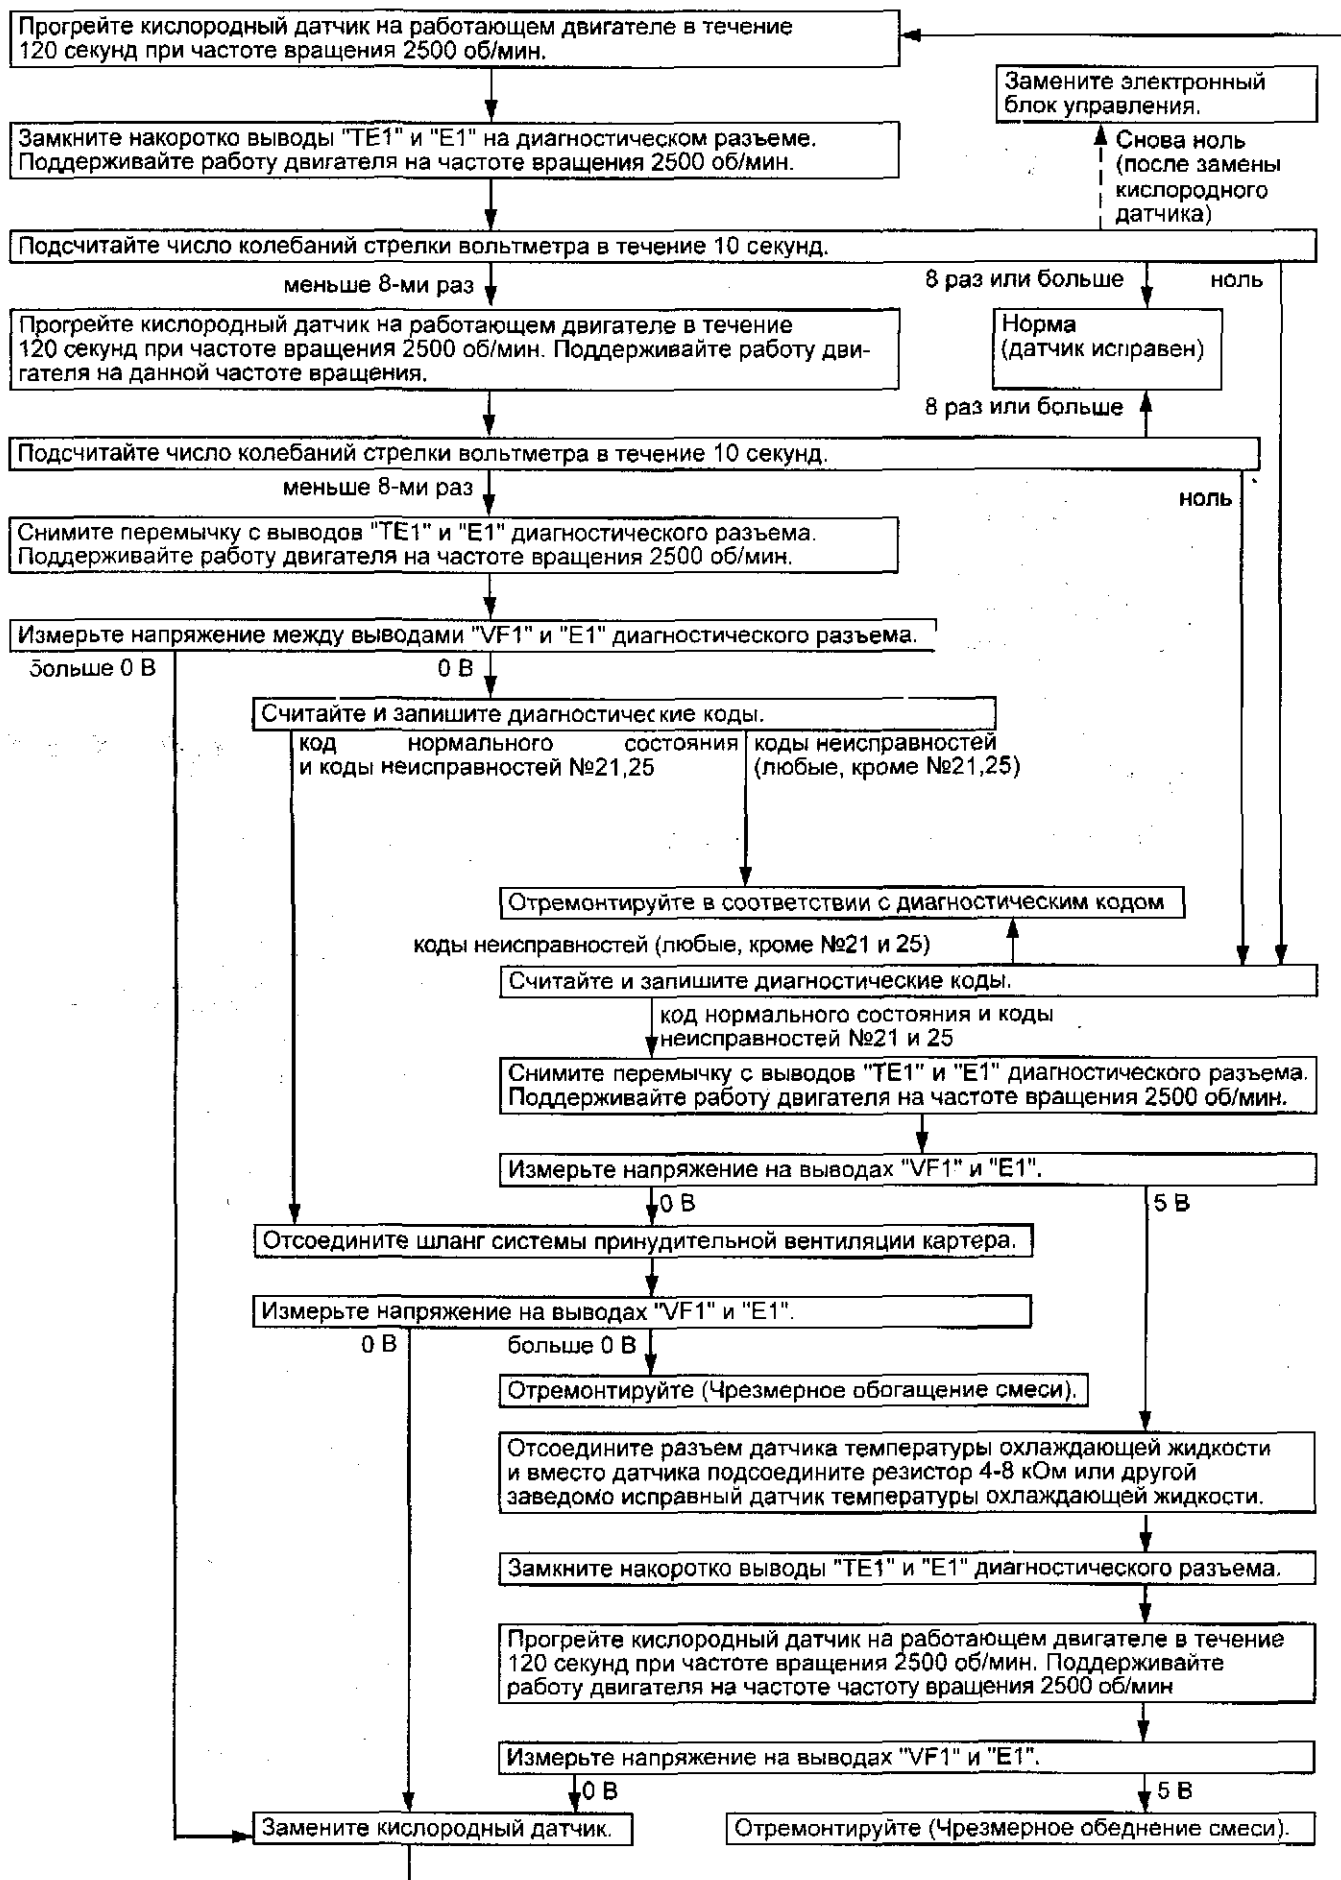 Прогрейте кислородный датчик на работающем двигателе в течение
120 секунд при частоте вращения 2500 об/мин.
Замените электронный
блок управления.
Замкните накоротко выводы "TE1" и "E1" на диагностическом разъеме.
Поддерживайте работу двигателя на частоте вращения 2500 об/мин.
Снова ноль
(после замены
кислородного
датчика)
Подсчитайте число колебаний стрелки вольтметра в течение 10 секунд.
меньше 8-ми раз
8 раз или больше
ноль
Прогрейте кислородный датчик на работающем двигателе в течение
120 секунд при частоте вращения 2500 об/мин. Поддерживайте работу дви-
гателя на данной частоте вращения.
Норма
(датчик исправен)
8 раз или больше
Подсчитайте число колебаний стрелки вольтметра в течение 10 секунд.
меньше 8-ми раз
ноль
Снимите перемычку с выводов "TE1" и "E1" диагностического разъема.
Поддерживайте работу двигателя на частоте вращения 2500 об/мин.
Измерьте напряжение между выводами "VF1" и "E1" диагностического разъема.
больше 0 В
0 В
Считайте и запишите диагностические коды.
код нормального состояния
и коды неисправностей №21,25
коды неисправностей
(любые, кроме №21,25)
Отремонтируйте в соответствии с диагностическим кодом
коды неисправностей (любые, кроме №21 и 25)
Считайте и запишите диагностические коды.
код нормального состояния и коды
неисправностей №21 и 25
Снимите перемычку с выводов "TE1" и "E1" диагностического разъема.
Поддерживайте работу двигателя на частоте вращения 2500 об/мин.
Измерьте напряжение на выводах "VF1" и "E1".
0 В
5 В
Отсоедините шланг системы принудительной вентиляции картера.
Измерьте напряжение на выводах "VF1" и "E1".
0 В
больше 0 В
Отремонтируйте (Чрезмерное обогащение смеси).
Отсоедините разъем датчика температуры охлаждающей жидкости
и вместо датчика подсоедините резистор 4-8 кОм или другой
заведомо исправный датчик температуры охлаждающей жидкости.
Замкните накоротко выводы "TE1" и "E1" диагностического разъема.
Прогрейте кислородный датчик на работающем двигателе в течение
120 секунд при частоте вращения 2500 об/мин. Поддерживайте
работу двигателя на частоте частоту вращения 2500 об/мин
Измерьте напряжение на выводах "VF1" и "E1".
0 В
5 В
Замените кислородный датчик.
Отремонтируйте (Чрезмерное обеднение смеси).